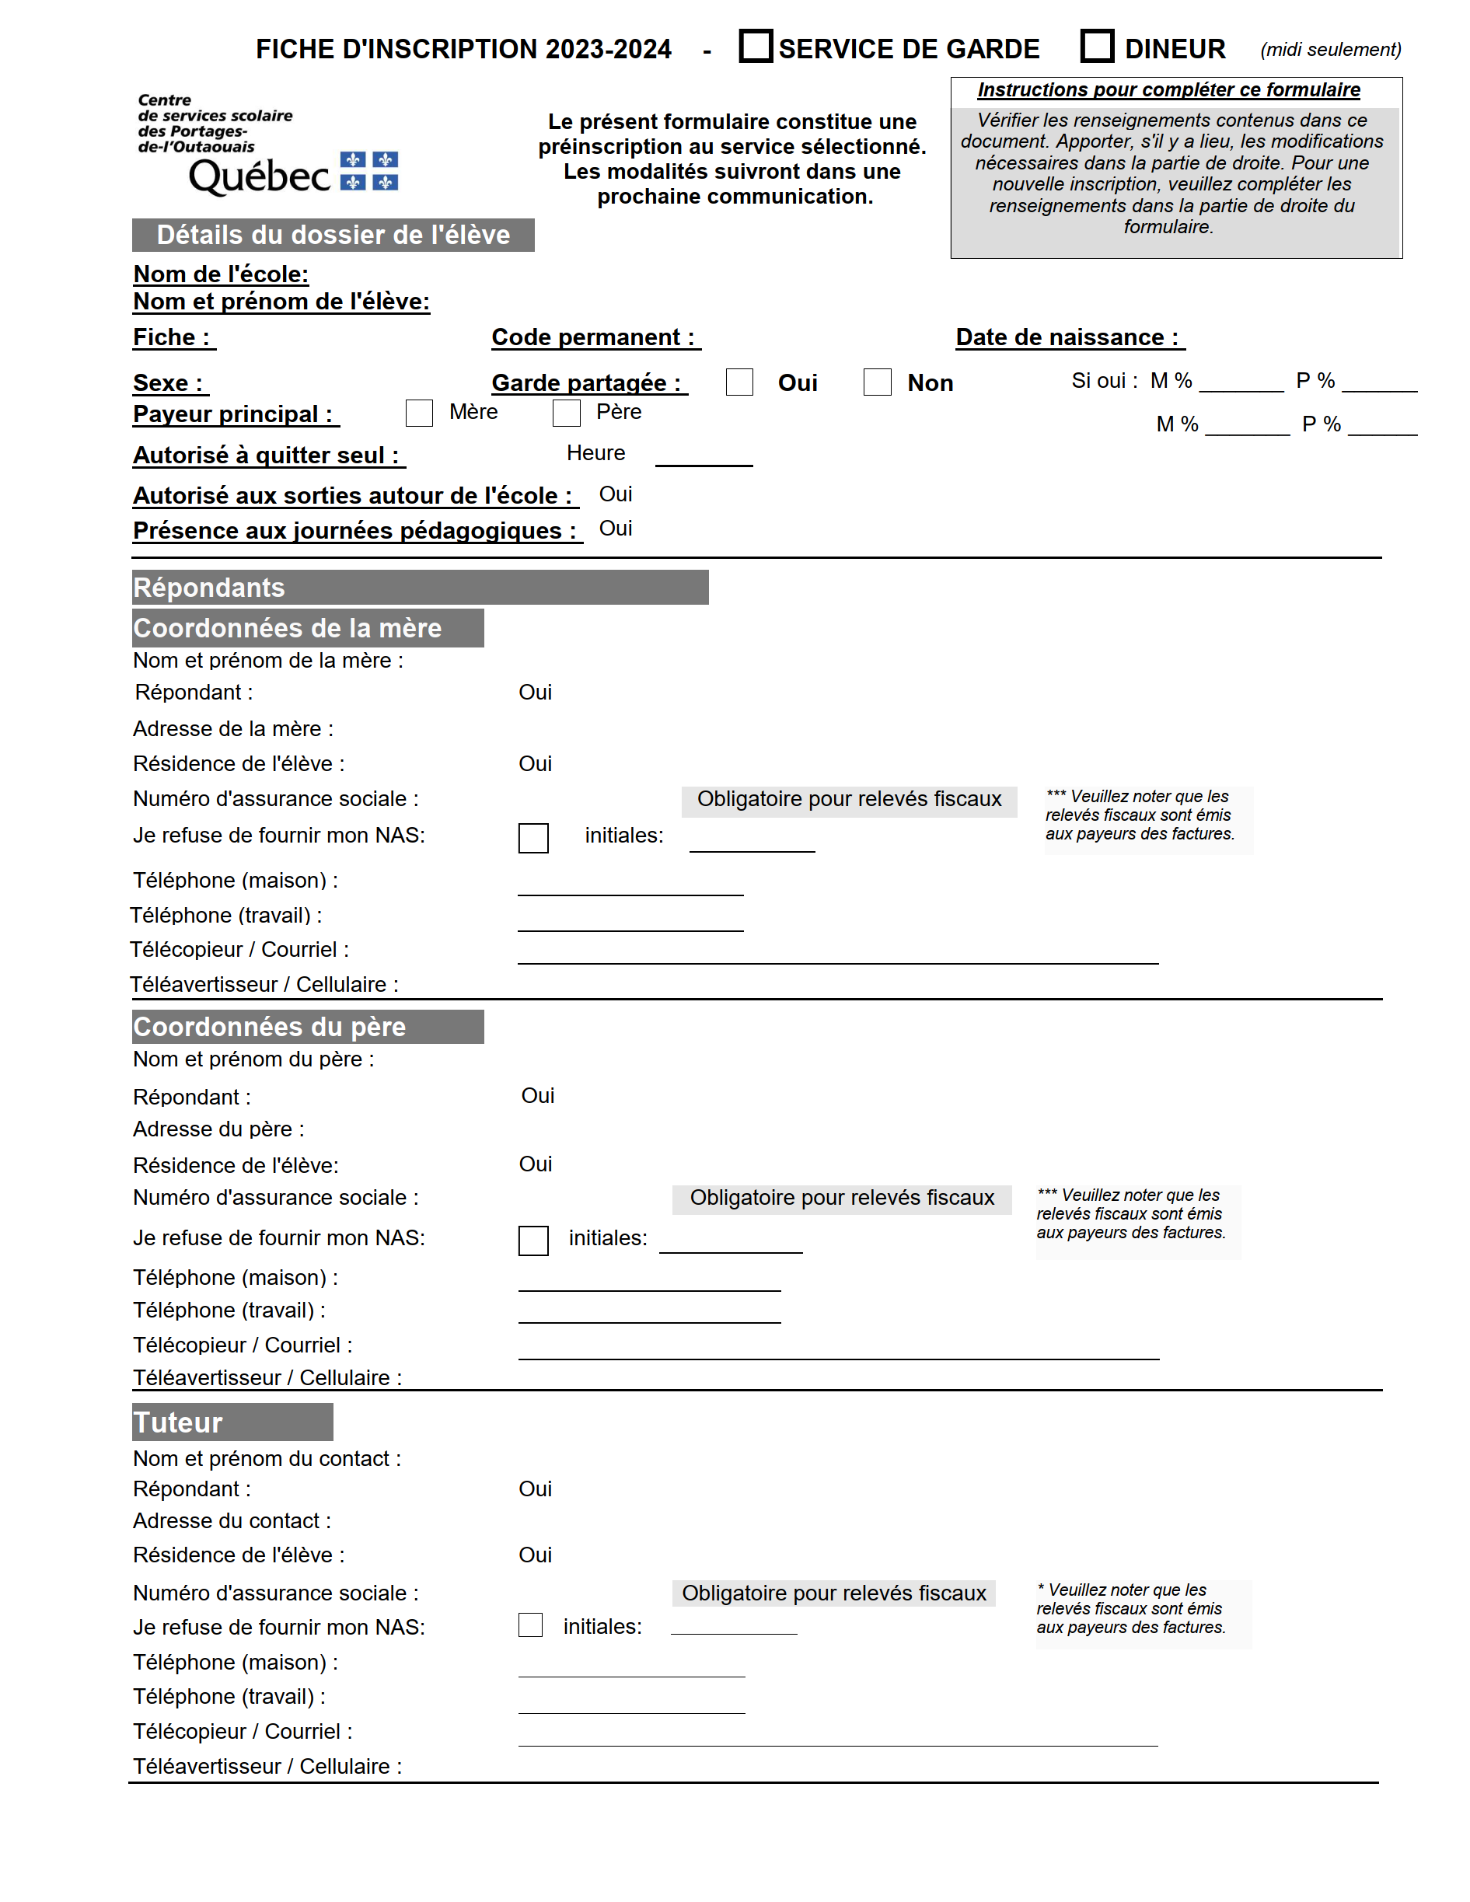 FICHE D'INSCRIPTION 2023-2024 - SERVICE DE GARDE DINEUR (midi seulement)
Centre
de services scolaire
des Portages-
de-l'Outaouais
Québec
Le présent formulaire constitue une
préinscription au service sélectionné.
Les modalités suivront dans une
prochaine communication.
Instructions pour compléter ce formulaire
Vérifier les renseignements contenus dans ce
document. Apporter, s'il y a lieu, les modifications
nécessaires dans la partie de droite. Pour une
nouvelle inscription, veuillez compléter les
renseignements dans la partie de droite du
formulaire.
Détails du dossier de l'élève
Nom de l'école:
Nom et prénom de l'élève:
Fiche : Code permanent : Date de naissance :
Sexe : Garde partagée : Oui Non Si oui : M % _______ P % _______
Payeur principal : Mère Père M % _______ P % _______
Autorisé à quitter seul : Heure
Autorisé aux sorties autour de l'école : Oui
Présence aux journées pédagogiques : Oui
Répondants
Coordonnées de la mère
Nom et prénom de la mère :
Répondant : Oui
Adresse de la mère :
Résidence de l'élève : Oui
Numéro d'assurance sociale : Obligatoire pour relevés fiscaux
*** Veuillez noter que les
relevés fiscaux sont émis
aux payeurs des factures.
Je refuse de fournir mon NAS: initiales:
Téléphone (maison) :
Téléphone (travail) :
Télécopieur / Courriel :
Téléavertisseur / Cellulaire :
Coordonnées du père
Nom et prénom du père :
Répondant : Oui
Adresse du père :
Résidence de l'élève: Oui
Numéro d'assurance sociale : Obligatoire pour relevés fiscaux
*** Veuillez noter que les
relevés fiscaux sont émis
aux payeurs des factures.
Je refuse de fournir mon NAS: initiales:
Téléphone (maison) :
Téléphone (travail) :
Télécopieur / Courriel :
Téléavertisseur / Cellulaire :
Tuteur
Nom et prénom du contact :
Répondant : Oui
Adresse du contact :
Résidence de l'élève : Oui
Numéro d'assurance sociale : Obligatoire pour relevés fiscaux
* Veuillez noter que les
relevés fiscaux sont émis
aux payeurs des factures.
Je refuse de fournir mon NAS: initiales:
Téléphone (maison) :
Téléphone (travail) :
Télécopieur / Courriel :
Téléavertisseur / Cellulaire :